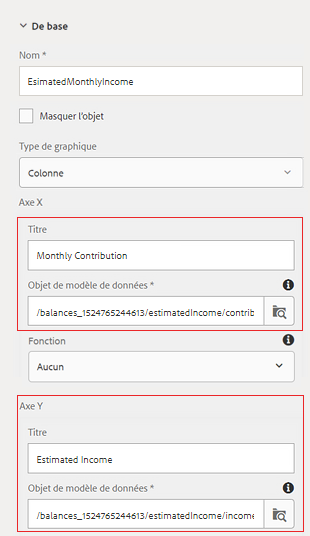 De base
Nom *
EsimatedMonthlyIncome
Masquer l'objet
Type de graphique
Colonne
Axe X
Titre
Monthly Contribution
Objet de modèle de données *
/balances_1524765244613/estimatedIncome/contrib
Fonction
Aucun
Axe Y
Titre
Estimated Income
Objet de modèle de données *
/balances_1524765244613/estimatedIncome/income